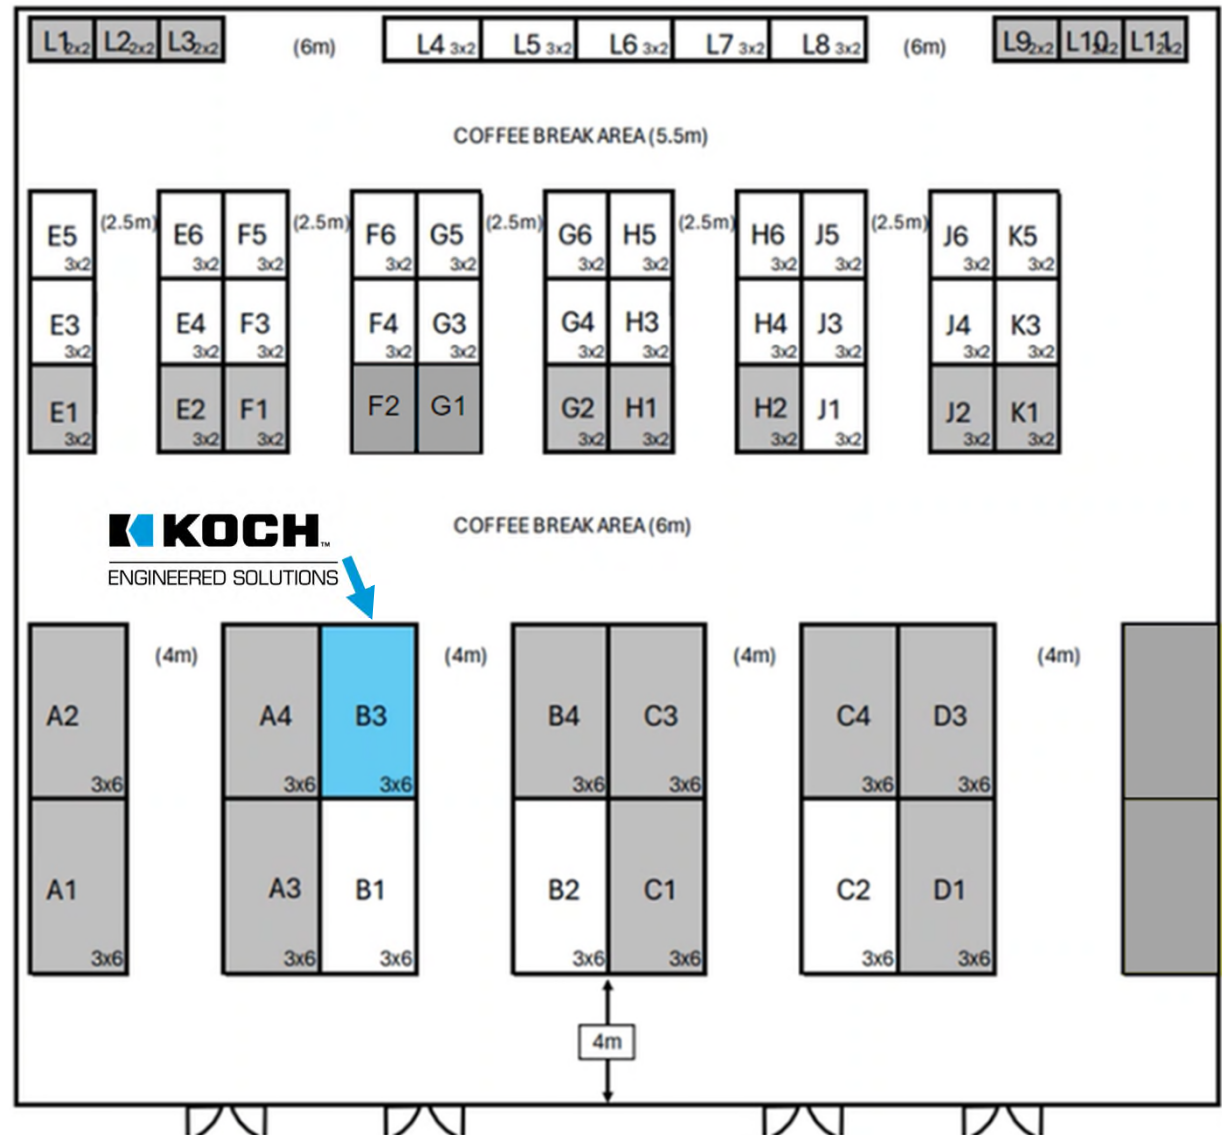 L1 2x2 L2 2x2 L3 2x2 (6m) L4 3x2 L5 3x2 L6 3x2 L7 3x2 L8 3x2 (6m) L9 2x2 L10 2x2 L11 2x2
COFFEE BREAK AREA (5.5m)
E5 (2.5m) E6 F5 (2.5m) F6 G5 (2.5m) G6 H5 (2.5m) H6 J5 (2.5m) J6 K5
3x2 3x2 3x2 3x2 3x2 3x2 3x2 3x2 3x2 3x2 3x2
E3 E4 F3 F4 G3 G4 H3 H4 J3 J4 K3
3x2 3x2 3x2 3x2 3x2 3x2 3x2 3x2 3x2 3x2 3x2
E1 E2 F1 F2 G1 G2 H1 H2 J1 J2 K1
3x2 3x2 3x2 3x2 3x2 3x2 3x2 3x2 3x2
KOCH™
ENGINEERED SOLUTIONS
COFFEE BREAK AREA (6m)
(4m) (4m) (4m) (4m)
A2 A4 B3 B4 C3 C4 D3
3x6 3x6 3x6 3x6 3x6 3x6 3x6
A1 A3 B1 B2 C1 C2 D1
3x6 3x6 3x6 3x6 3x6 3x6 3x6
4m